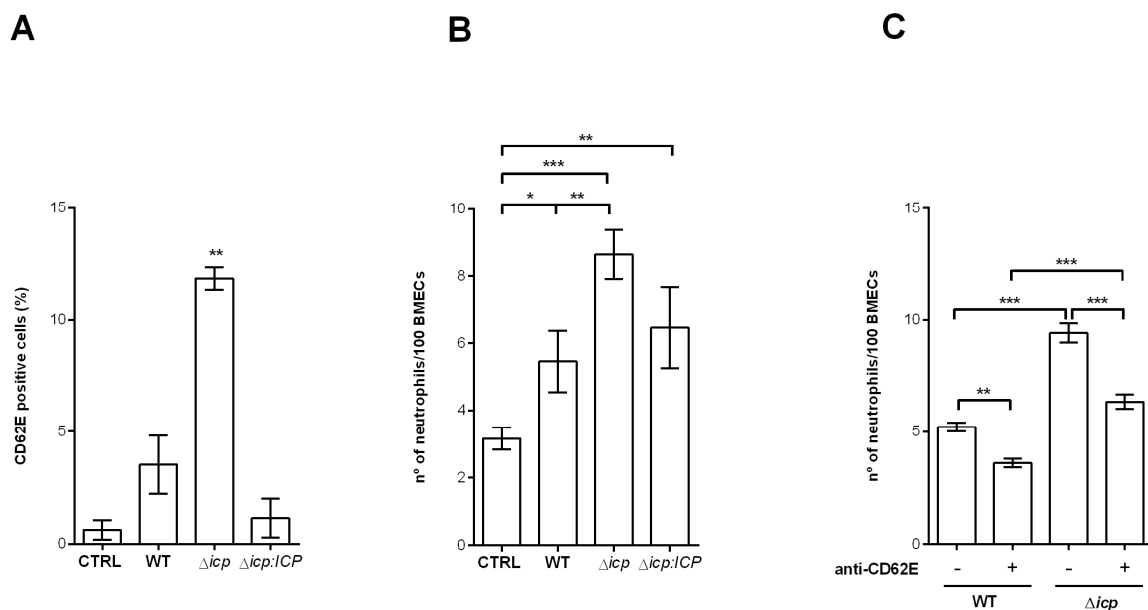 A
B
C
CD62E positive cells (%)
15
10
5
0
**
CTRL WT Δicp Δicp:ICP
nº of neutrophils/100 BMECs
10
8
6
4
2
0
**
***
* **
CTRL WT Δicp Δicp:ICP
nº of neutrophils/100 BMECs
15
10
5
0
***
*** ***
**
anti-CD62E - + - +
WT Δicp